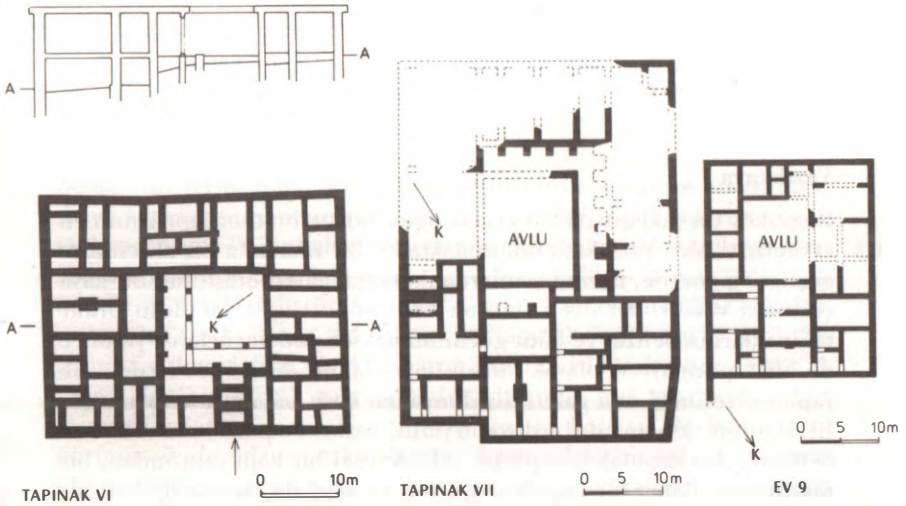 A A
K
AVLU
K
AVLU
A A
K
K
0 10m
TAPINAK VI
0 5 10m
TAPINAK VII
0 5 10m
EV 9